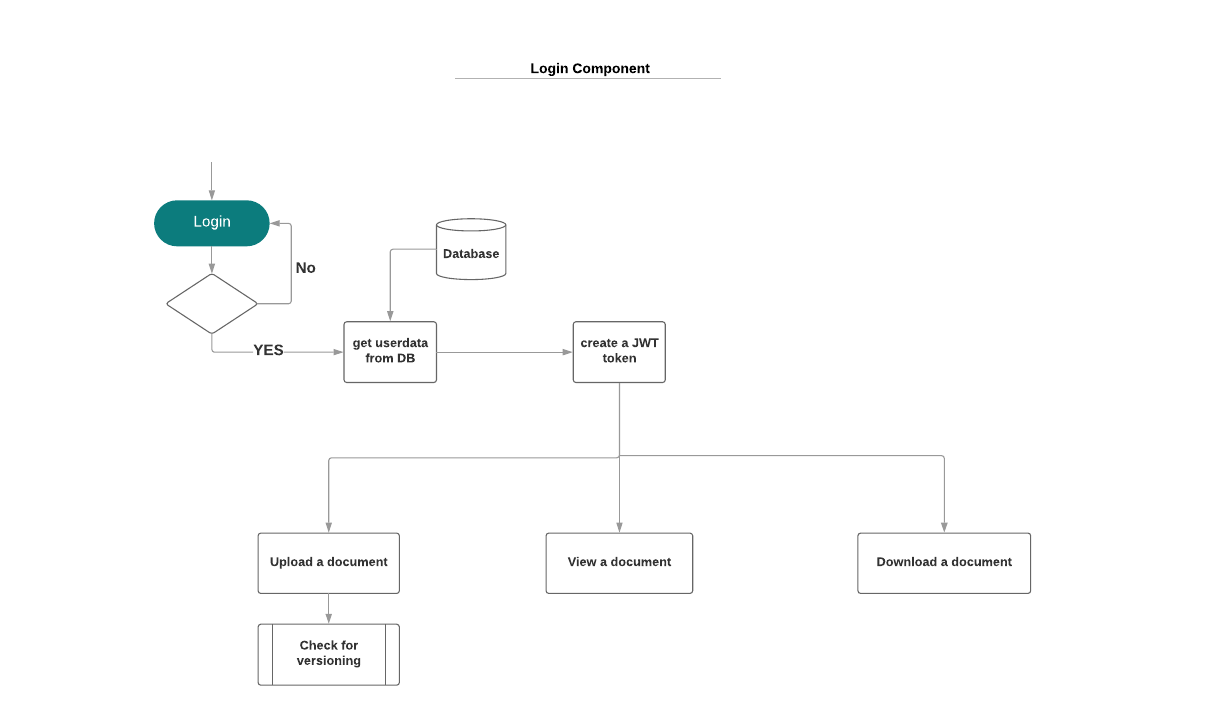 Login Component
Login
No
Database
YES
get userdata
from DB
create a JWT
token
Upload a document
View a document
Download a document
Check for
versioning